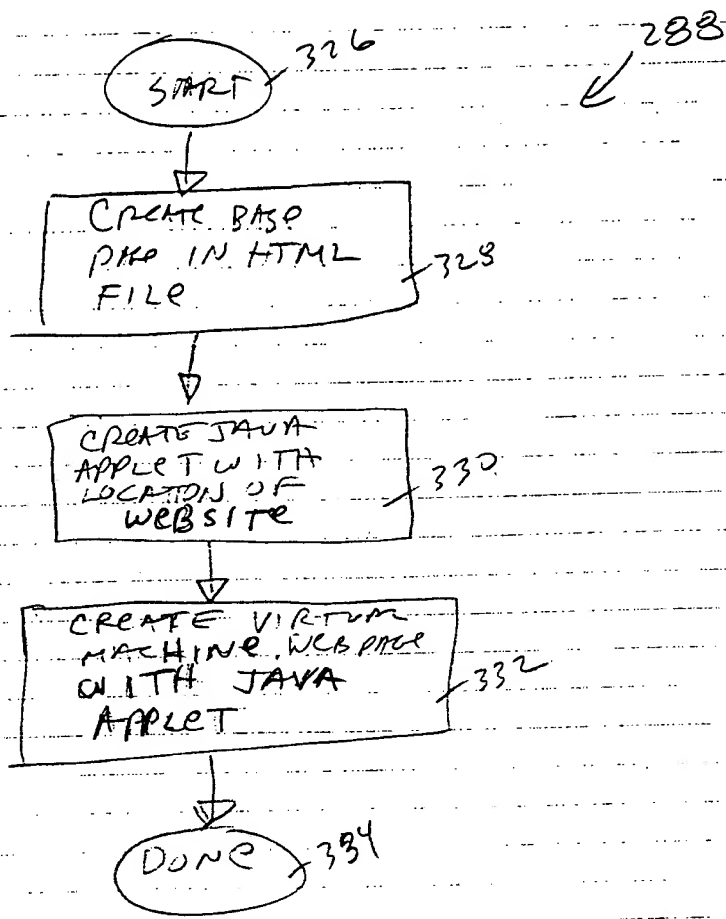 288
START 326
CREATE BASE
PAGE IN HTML
FILE 328
CREATE JAVA
APPLET WITH
LOCATION OF
WEBSITE 330
CREATE VIRTUAL
MACHINE WEB PAGE
WITH JAVA
APPLET 332
DONE 334